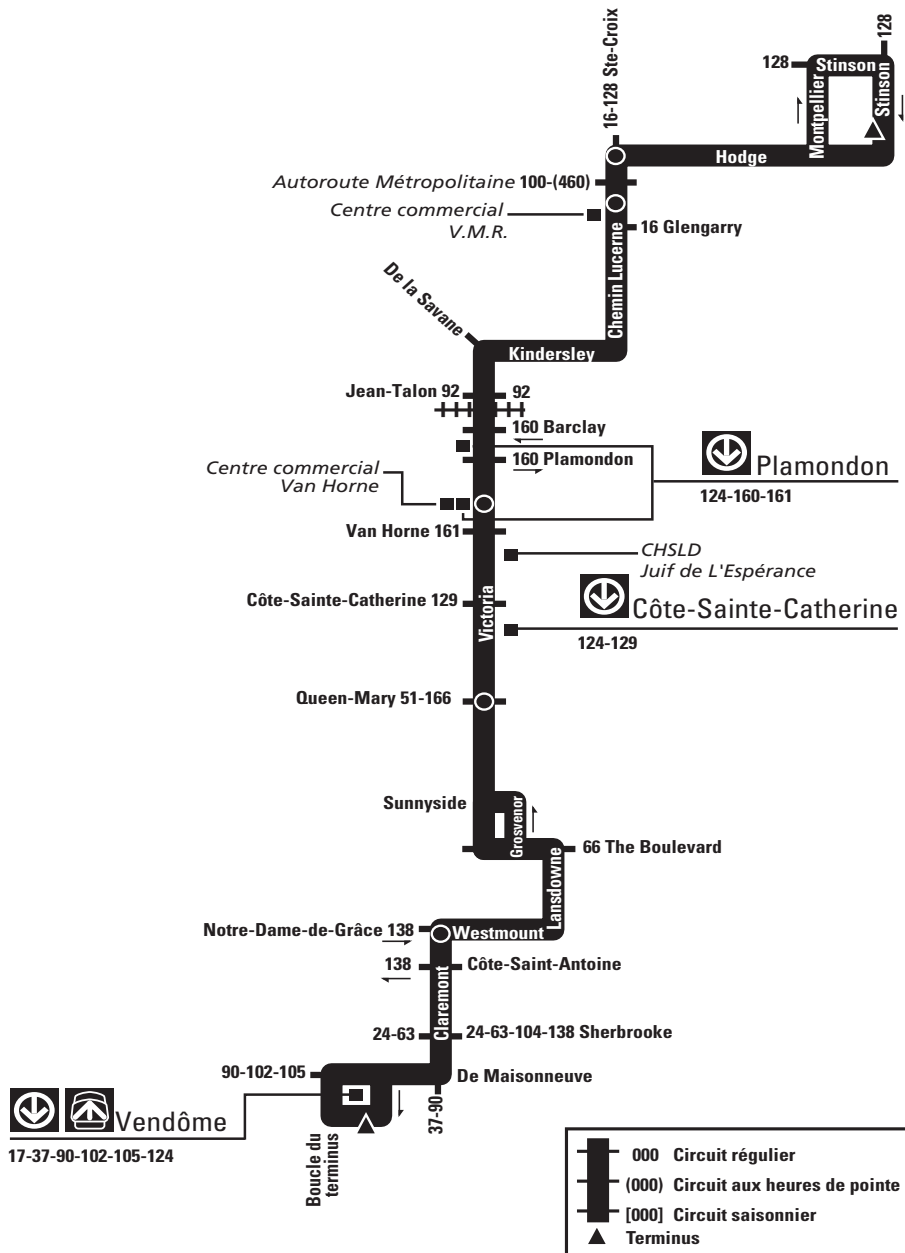 128
16-128 Ste-Croix
128
Stinson
Stinson
Montpellier
Hodge
Autoroute Métropolitaine 100-(460)
Centre commercial
V.M.R.
16 Glengarry
Chemin Lucerne
De la Savane
Kindersley
Jean-Talon 92
92
160 Barclay
160 Plamondon
Plamondon
124-160-161
Centre commercial
Van Horne
Van Horne 161
CHSLD
Juif de L'Espérance
Côte-Sainte-Catherine 129
Victoria
Côte-Sainte-Catherine
124-129
Queen-Mary 51-166
Sunnyside
Grosvenor
66 The Boulevard
Lansdowne
Notre-Dame-de-Grâce 138
Westmount
138
Côte-Saint-Antoine
Claremont
24-63
24-63-104-138 Sherbrooke
90-102-105
De Maisonneuve
37-90
Vendôme
17-37-90-102-105-124
Boucle du
terminus
000 Circuit régulier
(000) Circuit aux heures de pointe
[000] Circuit saisonnier
Terminus